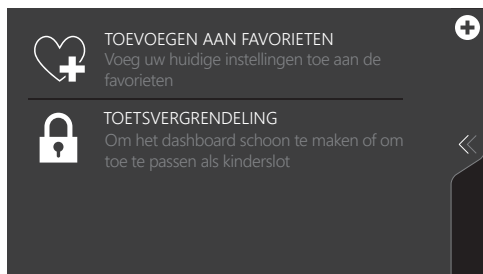 TOEVOEGEN AAN FAVORIETEN
Voeg uw huidige instellingen toe aan de
favorieten
TOETSVERGRENDELING
Om het dashboard schoon te maken of om
toe te passen als kinderslot